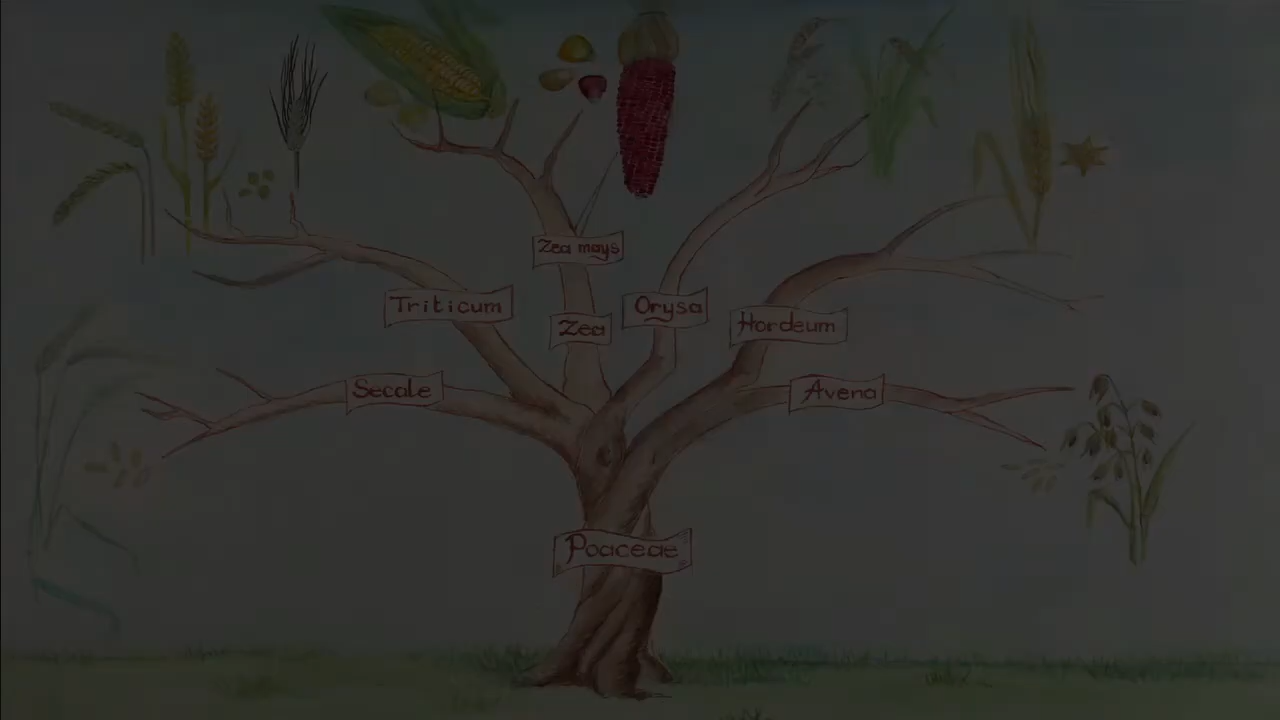 Zea mays
Triticum
Zea
Orysa
Hordeum
Secale
Avena
Poaceae